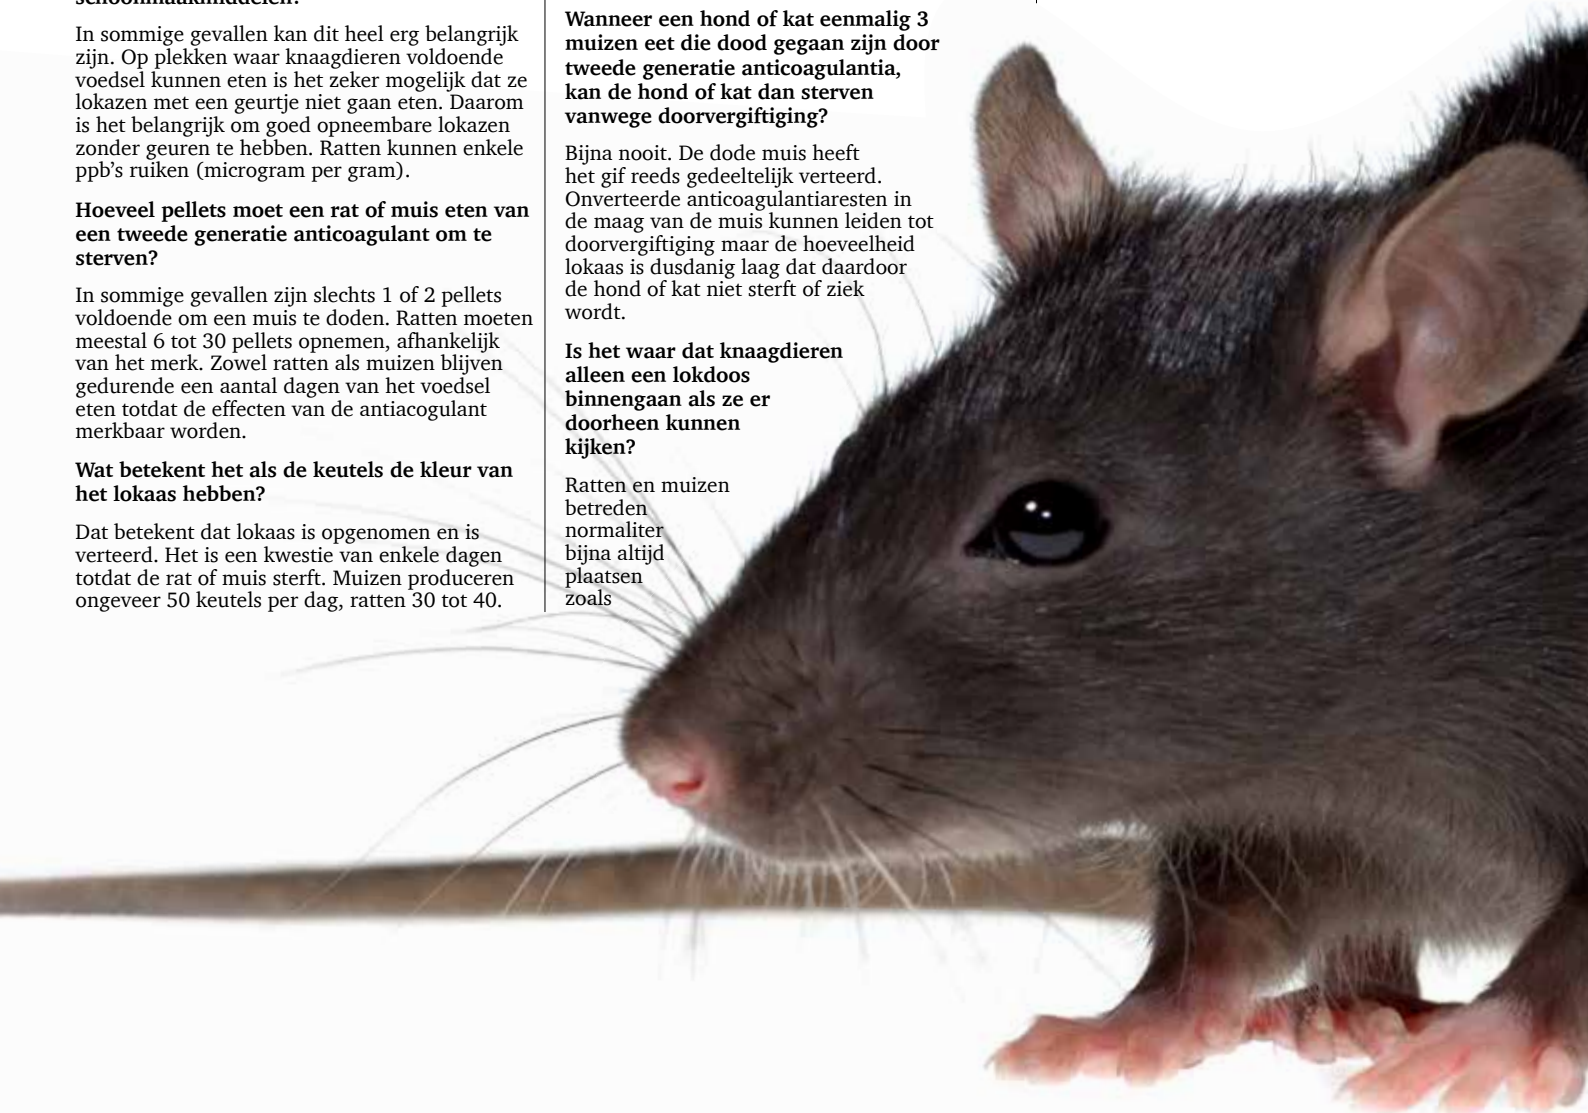 schoonmaakmiddelen?
In sommige gevallen kan dit heel erg belangrijk
zijn. Op plekken waar knaagdieren voldoende
voedsel kunnen eten is het zeker mogelijk dat ze
lokazen met een geurtje niet gaan eten. Daarom
is het belangrijk om goed opneembare lokazen
zonder geuren te hebben. Ratten kunnen enkele
ppb's ruiken (microgram per gram).
Hoeveel pellets moet een rat of muis eten van
een tweede generatie anticoagulant om te
sterven?
In sommige gevallen zijn slechts 1 of 2 pellets
voldoende om een muis te doden. Ratten moeten
meestal 6 tot 30 pellets opnemen, afhankelijk
van het merk. Zowel ratten als muizen blijven
gedurende een aantal dagen van het voedsel
eten totdat de effecten van de antiacogulant
merkbaar worden.
Wat betekent het als de keutels de kleur van
het lokaas hebben?
Dat betekent dat lokaas is opgenomen en is
verteerd. Het is een kwestie van enkele dagen
totdat de rat of muis sterft. Muizen produceren
ongeveer 50 keutels per dag, ratten 30 tot 40.
Wanneer een hond of kat eenmalig 3
muizen eet die dood gegaan zijn door
tweede generatie anticoagulantia,
kan de hond of kat dan sterven
vanwege doorvergiftiging?
Bijna nooit. De dode muis heeft
het gif reeds gedeeltelijk verteerd.
Onverteerde anticoagulantiaresten in
de maag van de muis kunnen leiden tot
doorvergiftiging maar de hoeveelheid
lokaas is dusdanig laag dat daardoor
de hond of kat niet sterft of ziek
wordt.
Is het waar dat knaagdieren
alleen een lokdoos
binnengaan als ze er
doorheen kunnen
kijken?
Ratten en muizen
betreden
normaliter
bijna altijd
plaatsen
zoals